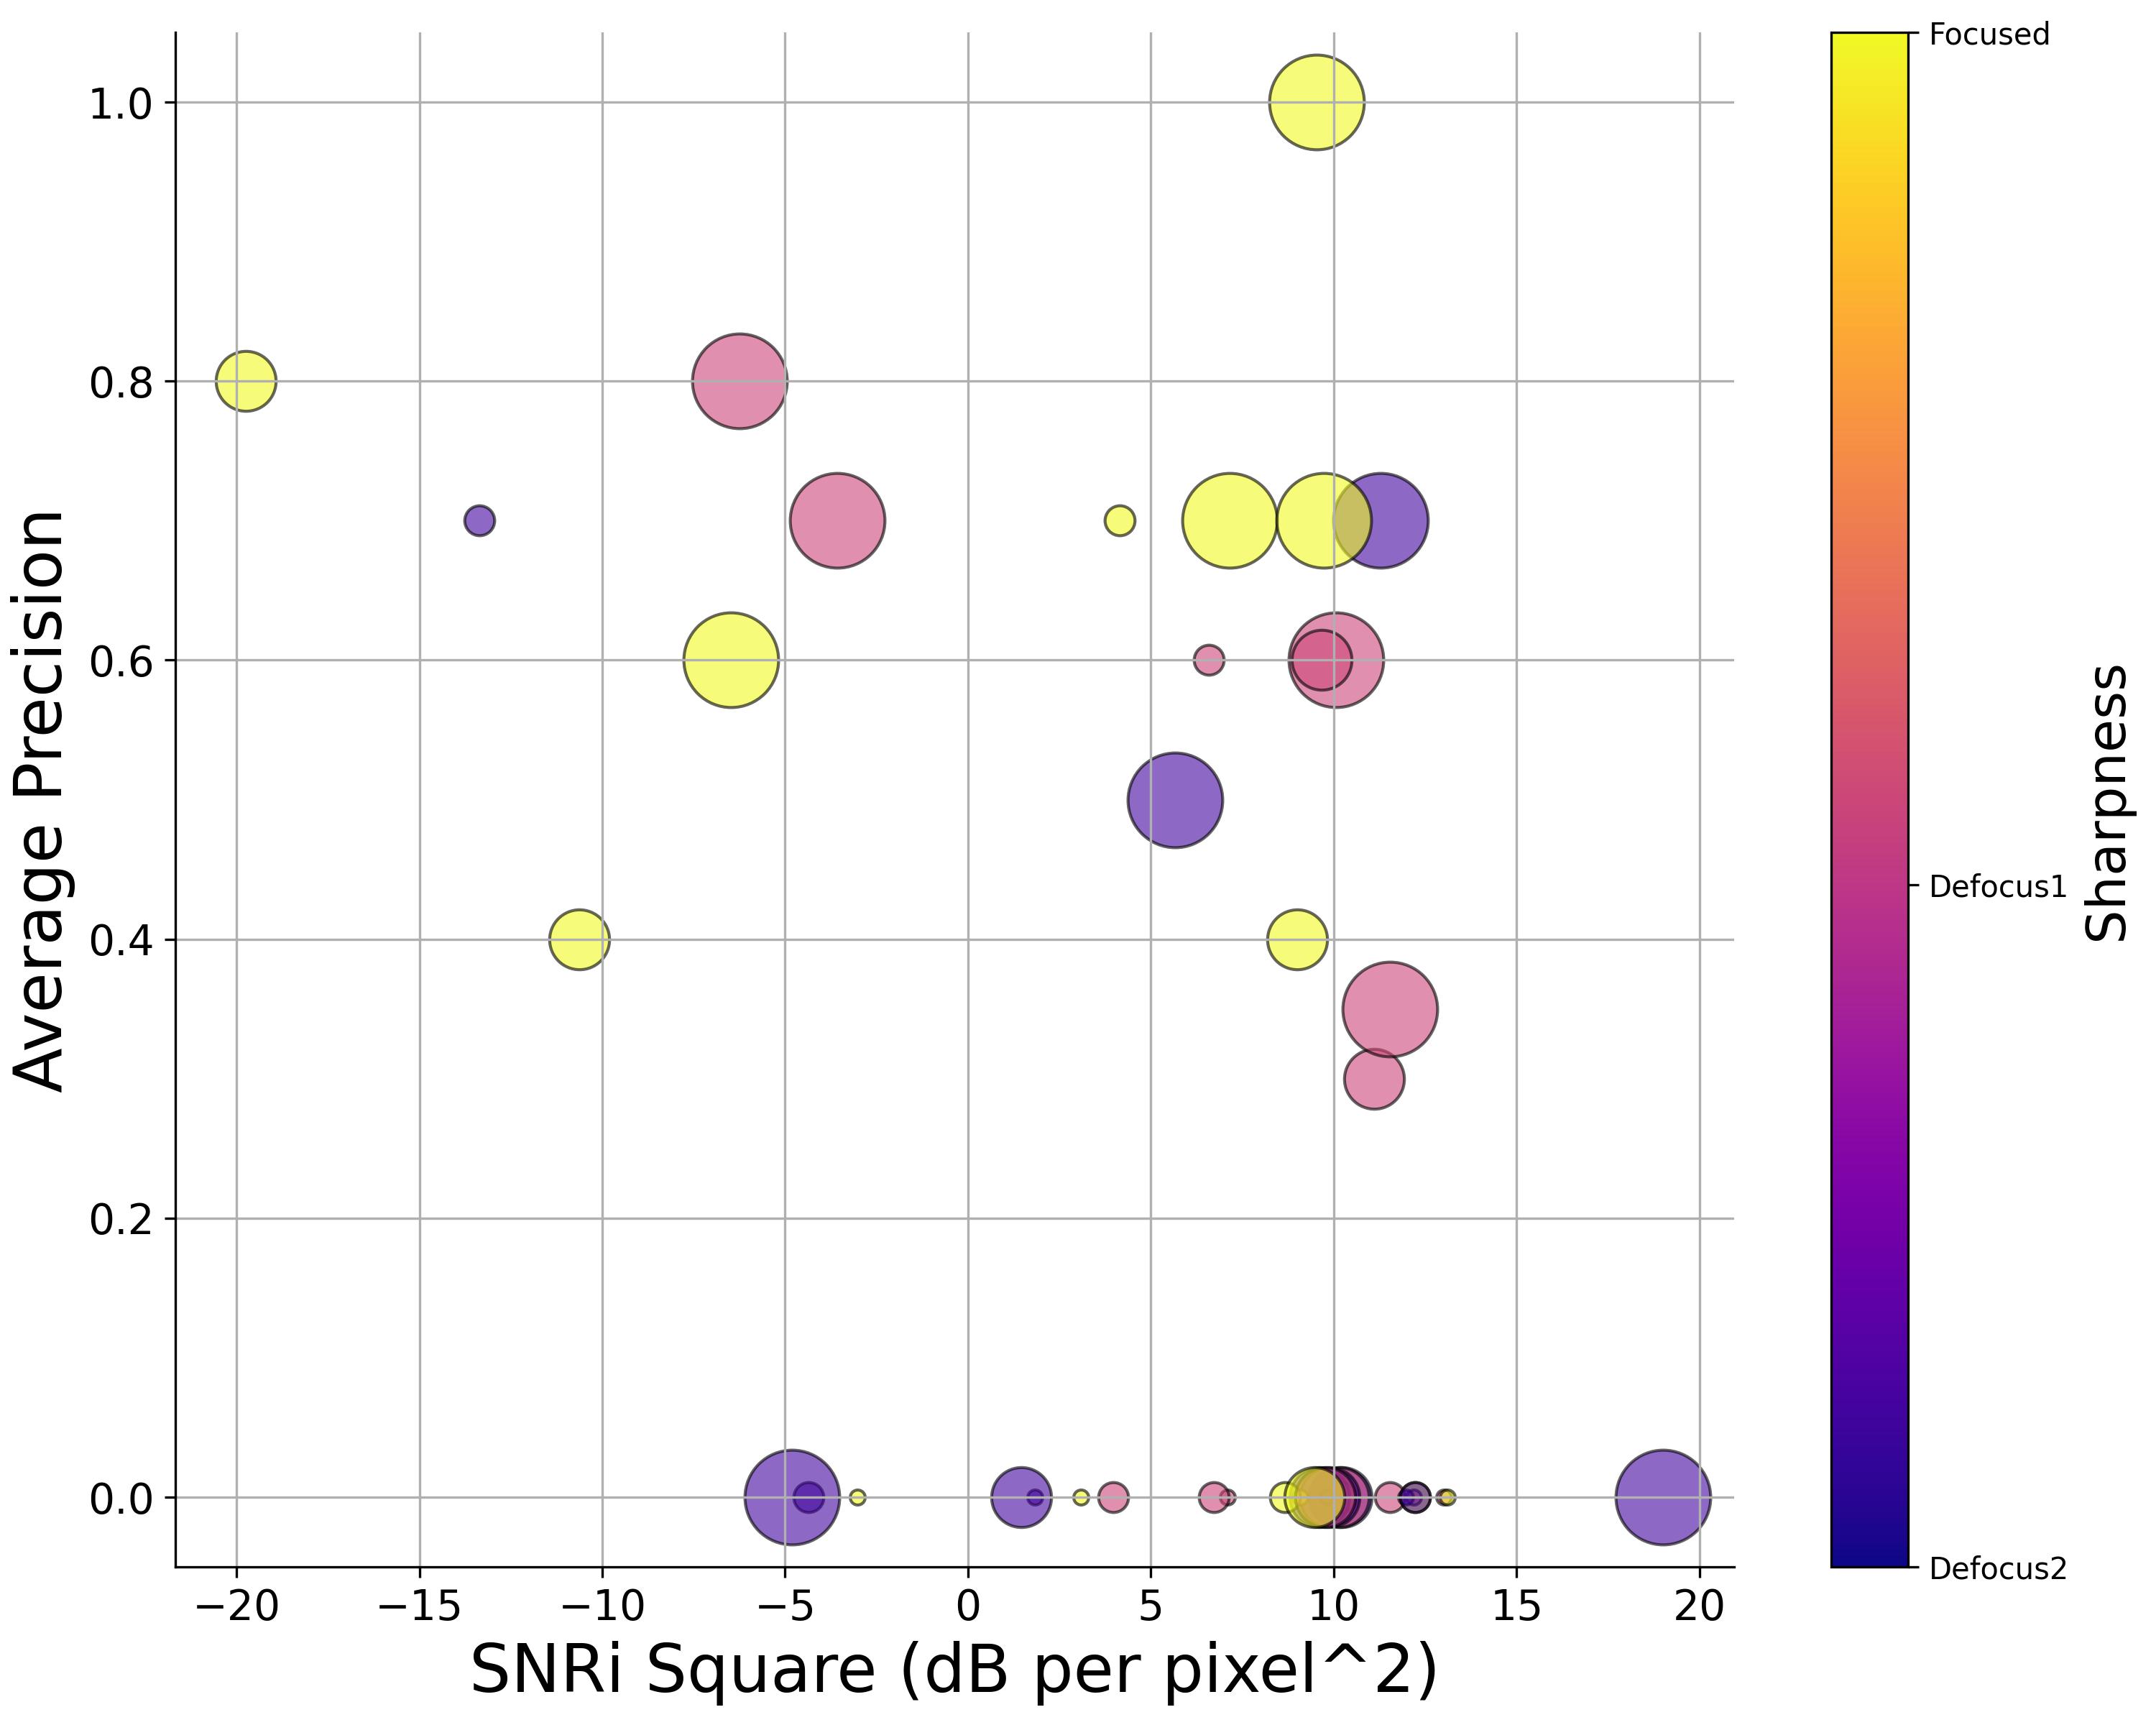 Average Precision
1.0
0.8
0.6
0.4
0.2
0.0
−20 −15 −10 −5 0 5 10 15 20
SNRi Square (dB per pixel^2)
Focused
Defocus1
Defocus2
Sharpness